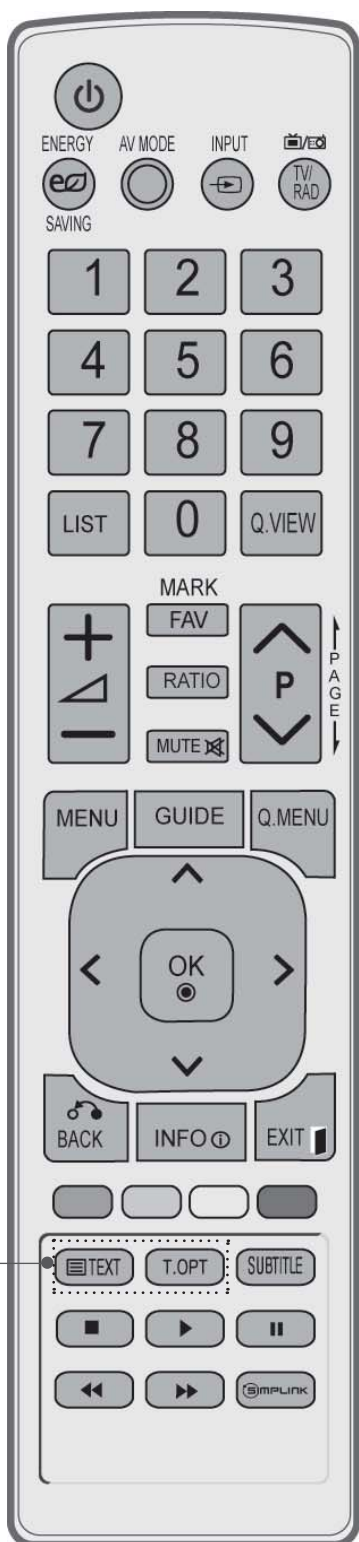 ENERGY AV MODE INPUT
TV/
RAD
SAVING
1 2 3
4 5 6
7 8 9
LIST 0 Q.VIEW
MARK
FAV
RATIO
P
PAGE
MUTE
MENU GUIDE Q.MENU
OK
BACK INFO EXIT
TEXT T.OPT SUBTITLE
SIMPLINK